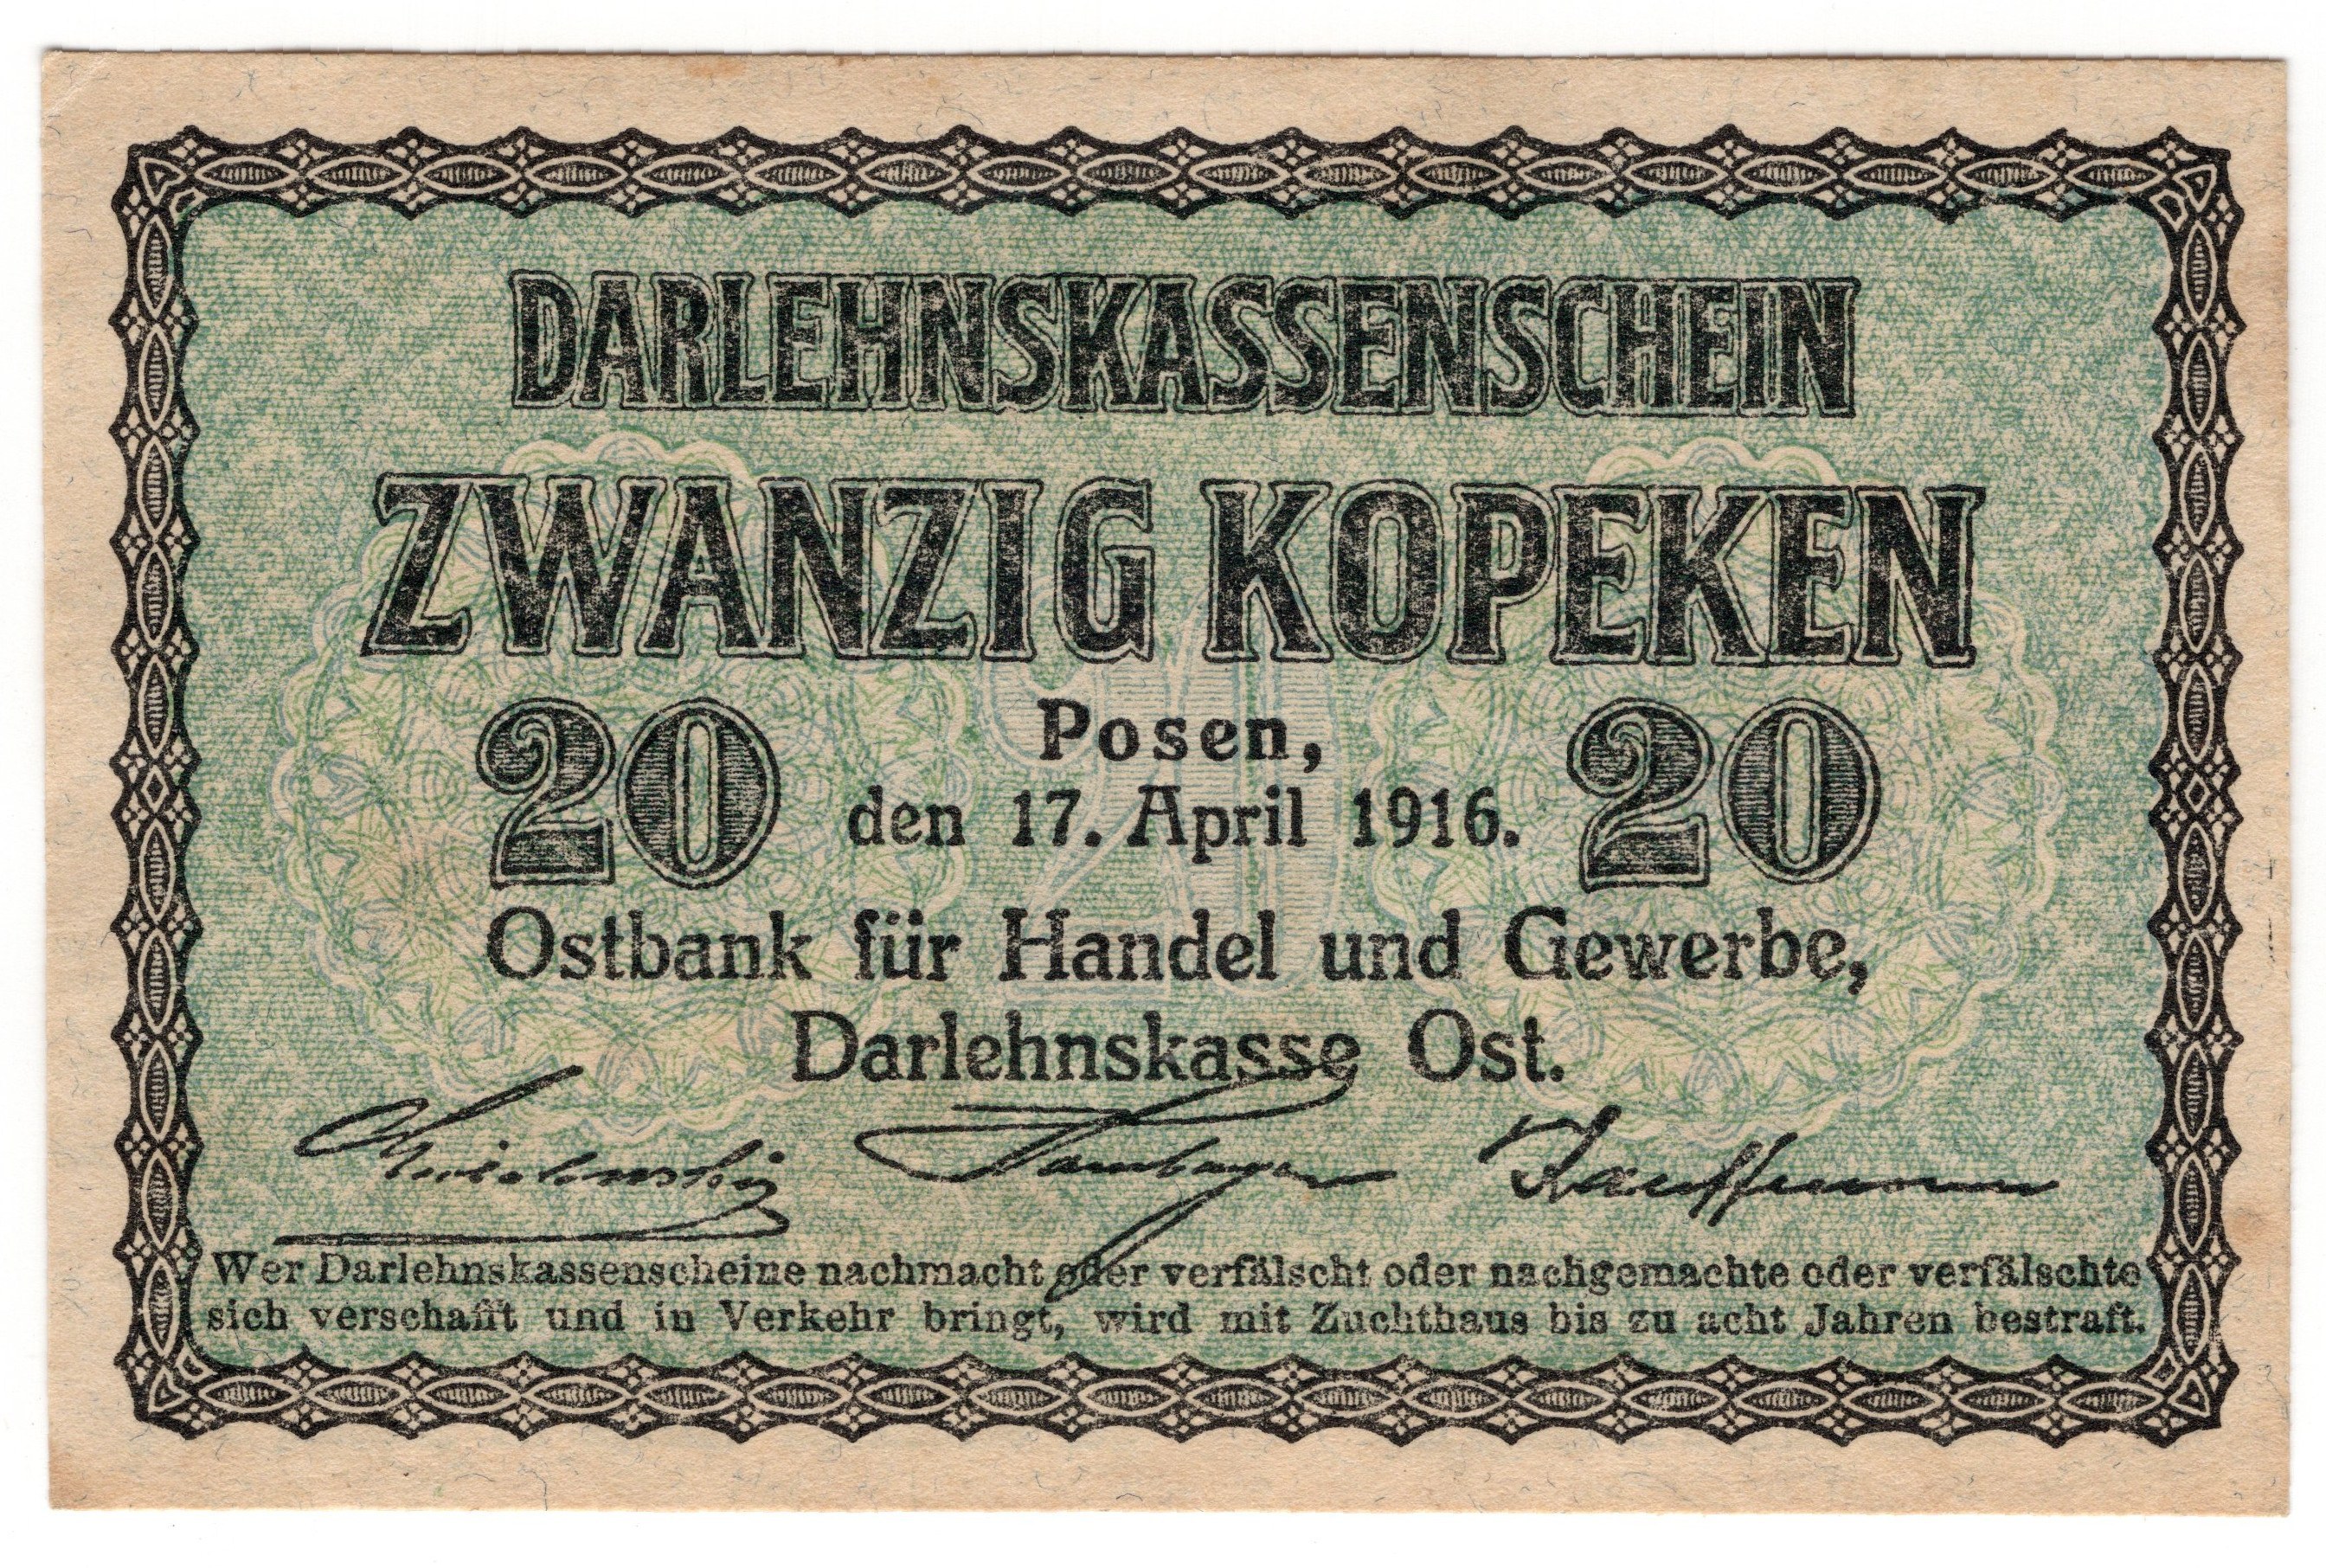 DARLEHNSKASSENSCHEIN
ZWANZIG KOPEKEN
20 Posen, 20
den 17. April 1916.
Ostbank für Handel und Gewerbe,
Darlehnskasse Ost.
Kauffmann
Wer Darlehnskassenscheine nachmacht oder verfälscht oder nachgemachte oder verfälschte
sich verschafft und in Verkehr bringt, wird mit Zuchthaus bis zu acht Jahren bestraft.